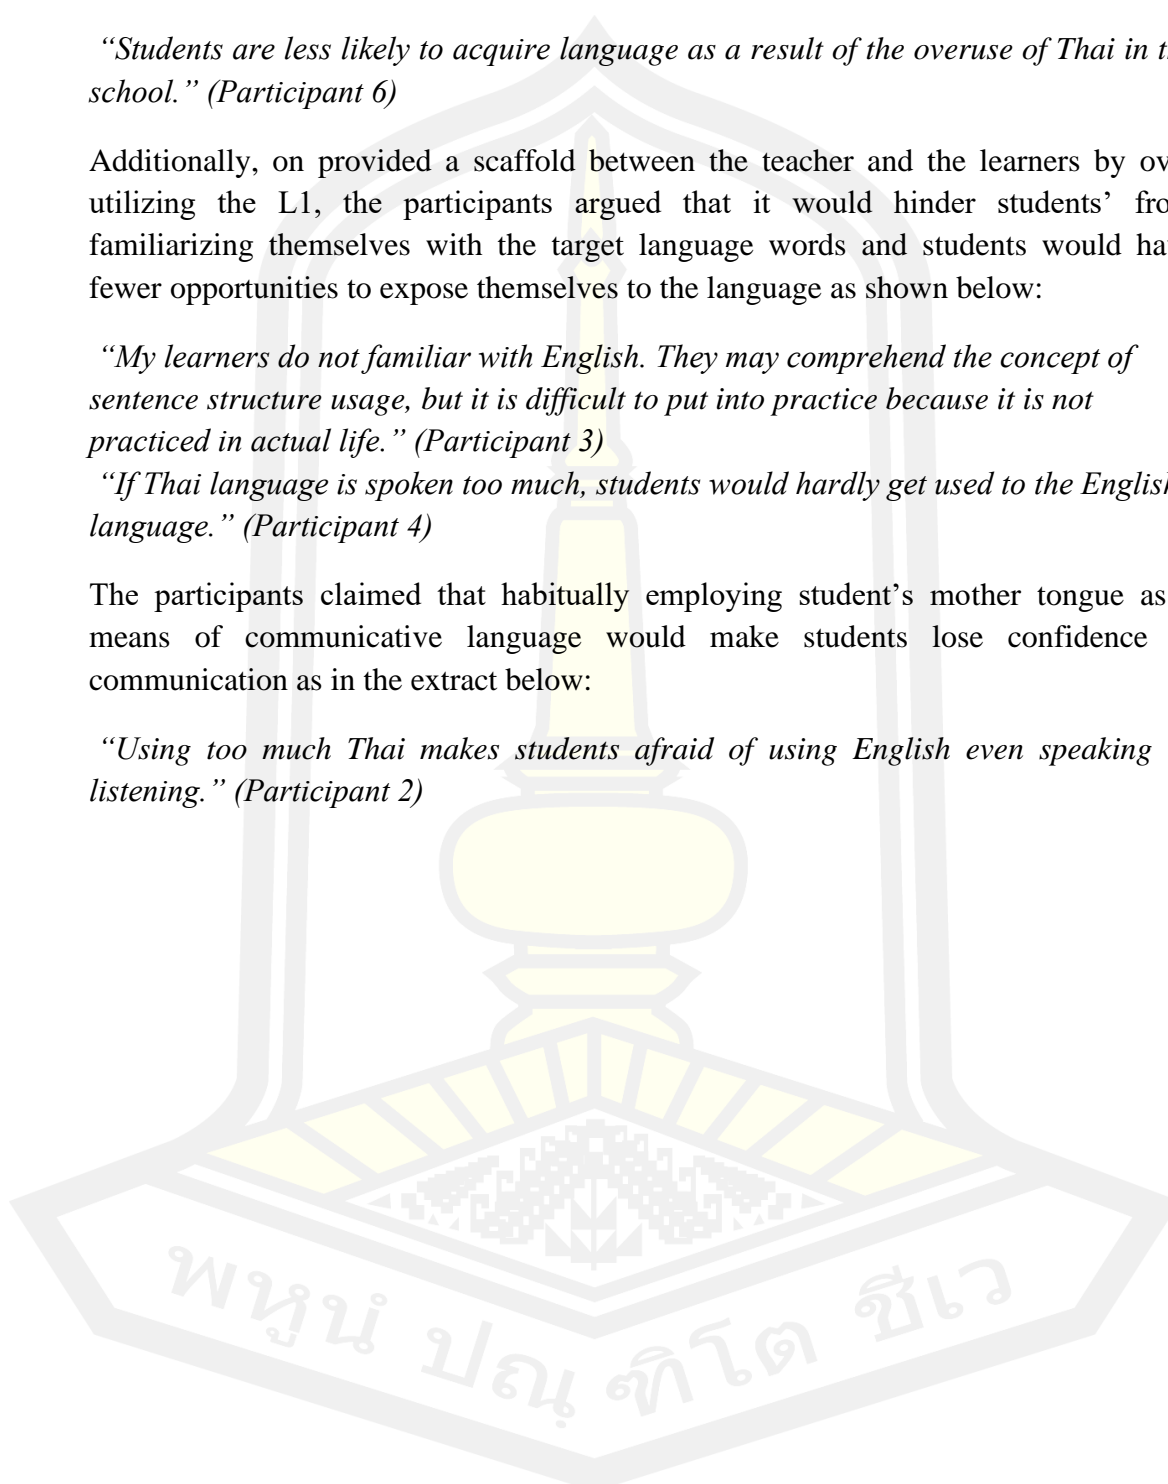 “Students are less likely to acquire language as a result of the overuse of Thai in
school.” (Participant 6)
Additionally, on provided a scaffold between the teacher and the learners by
utilizing the L1, the participants argued that it would hinder students’
familiarizing themselves with the target language words and students would
fewer opportunities to expose themselves to the language as shown below:
“My learners do not familiar with English. They may comprehend the concept of
sentence structure usage, but it is difficult to put into practice because it is not
practiced in actual life.” (Participant 3)
“If Thai language is spoken too much, students would hardly get used to the English
language.” (Participant 4)
The participants claimed that habitually employing student’s mother tongue as
means of communicative language would make students lose confidence
communication as in the extract below:
“Using too much Thai makes students afraid of using English even speaking
listening.” (Participant 2)
พหูนํ ปณฺฑิโต ชีเว